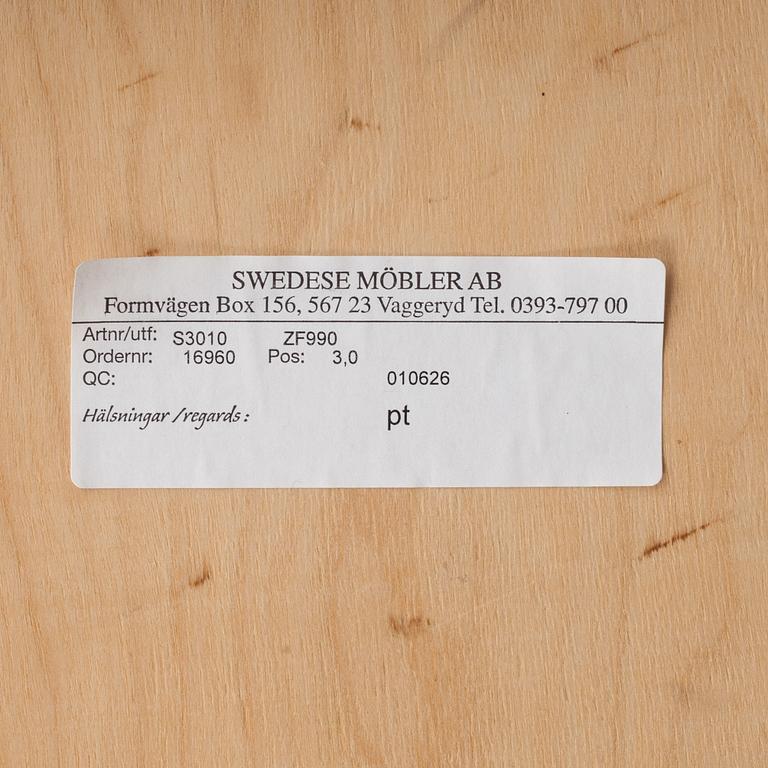 SWEDESE MÖBLER AB
Formvägen Box 156, 567 23 Vaggeryd Tel. 0393-797 00
Artnr/utf: S3010 ZF990
Ordernr: 16960 Pos: 3,0
QC: 010626
Hälsningar /regards: pt